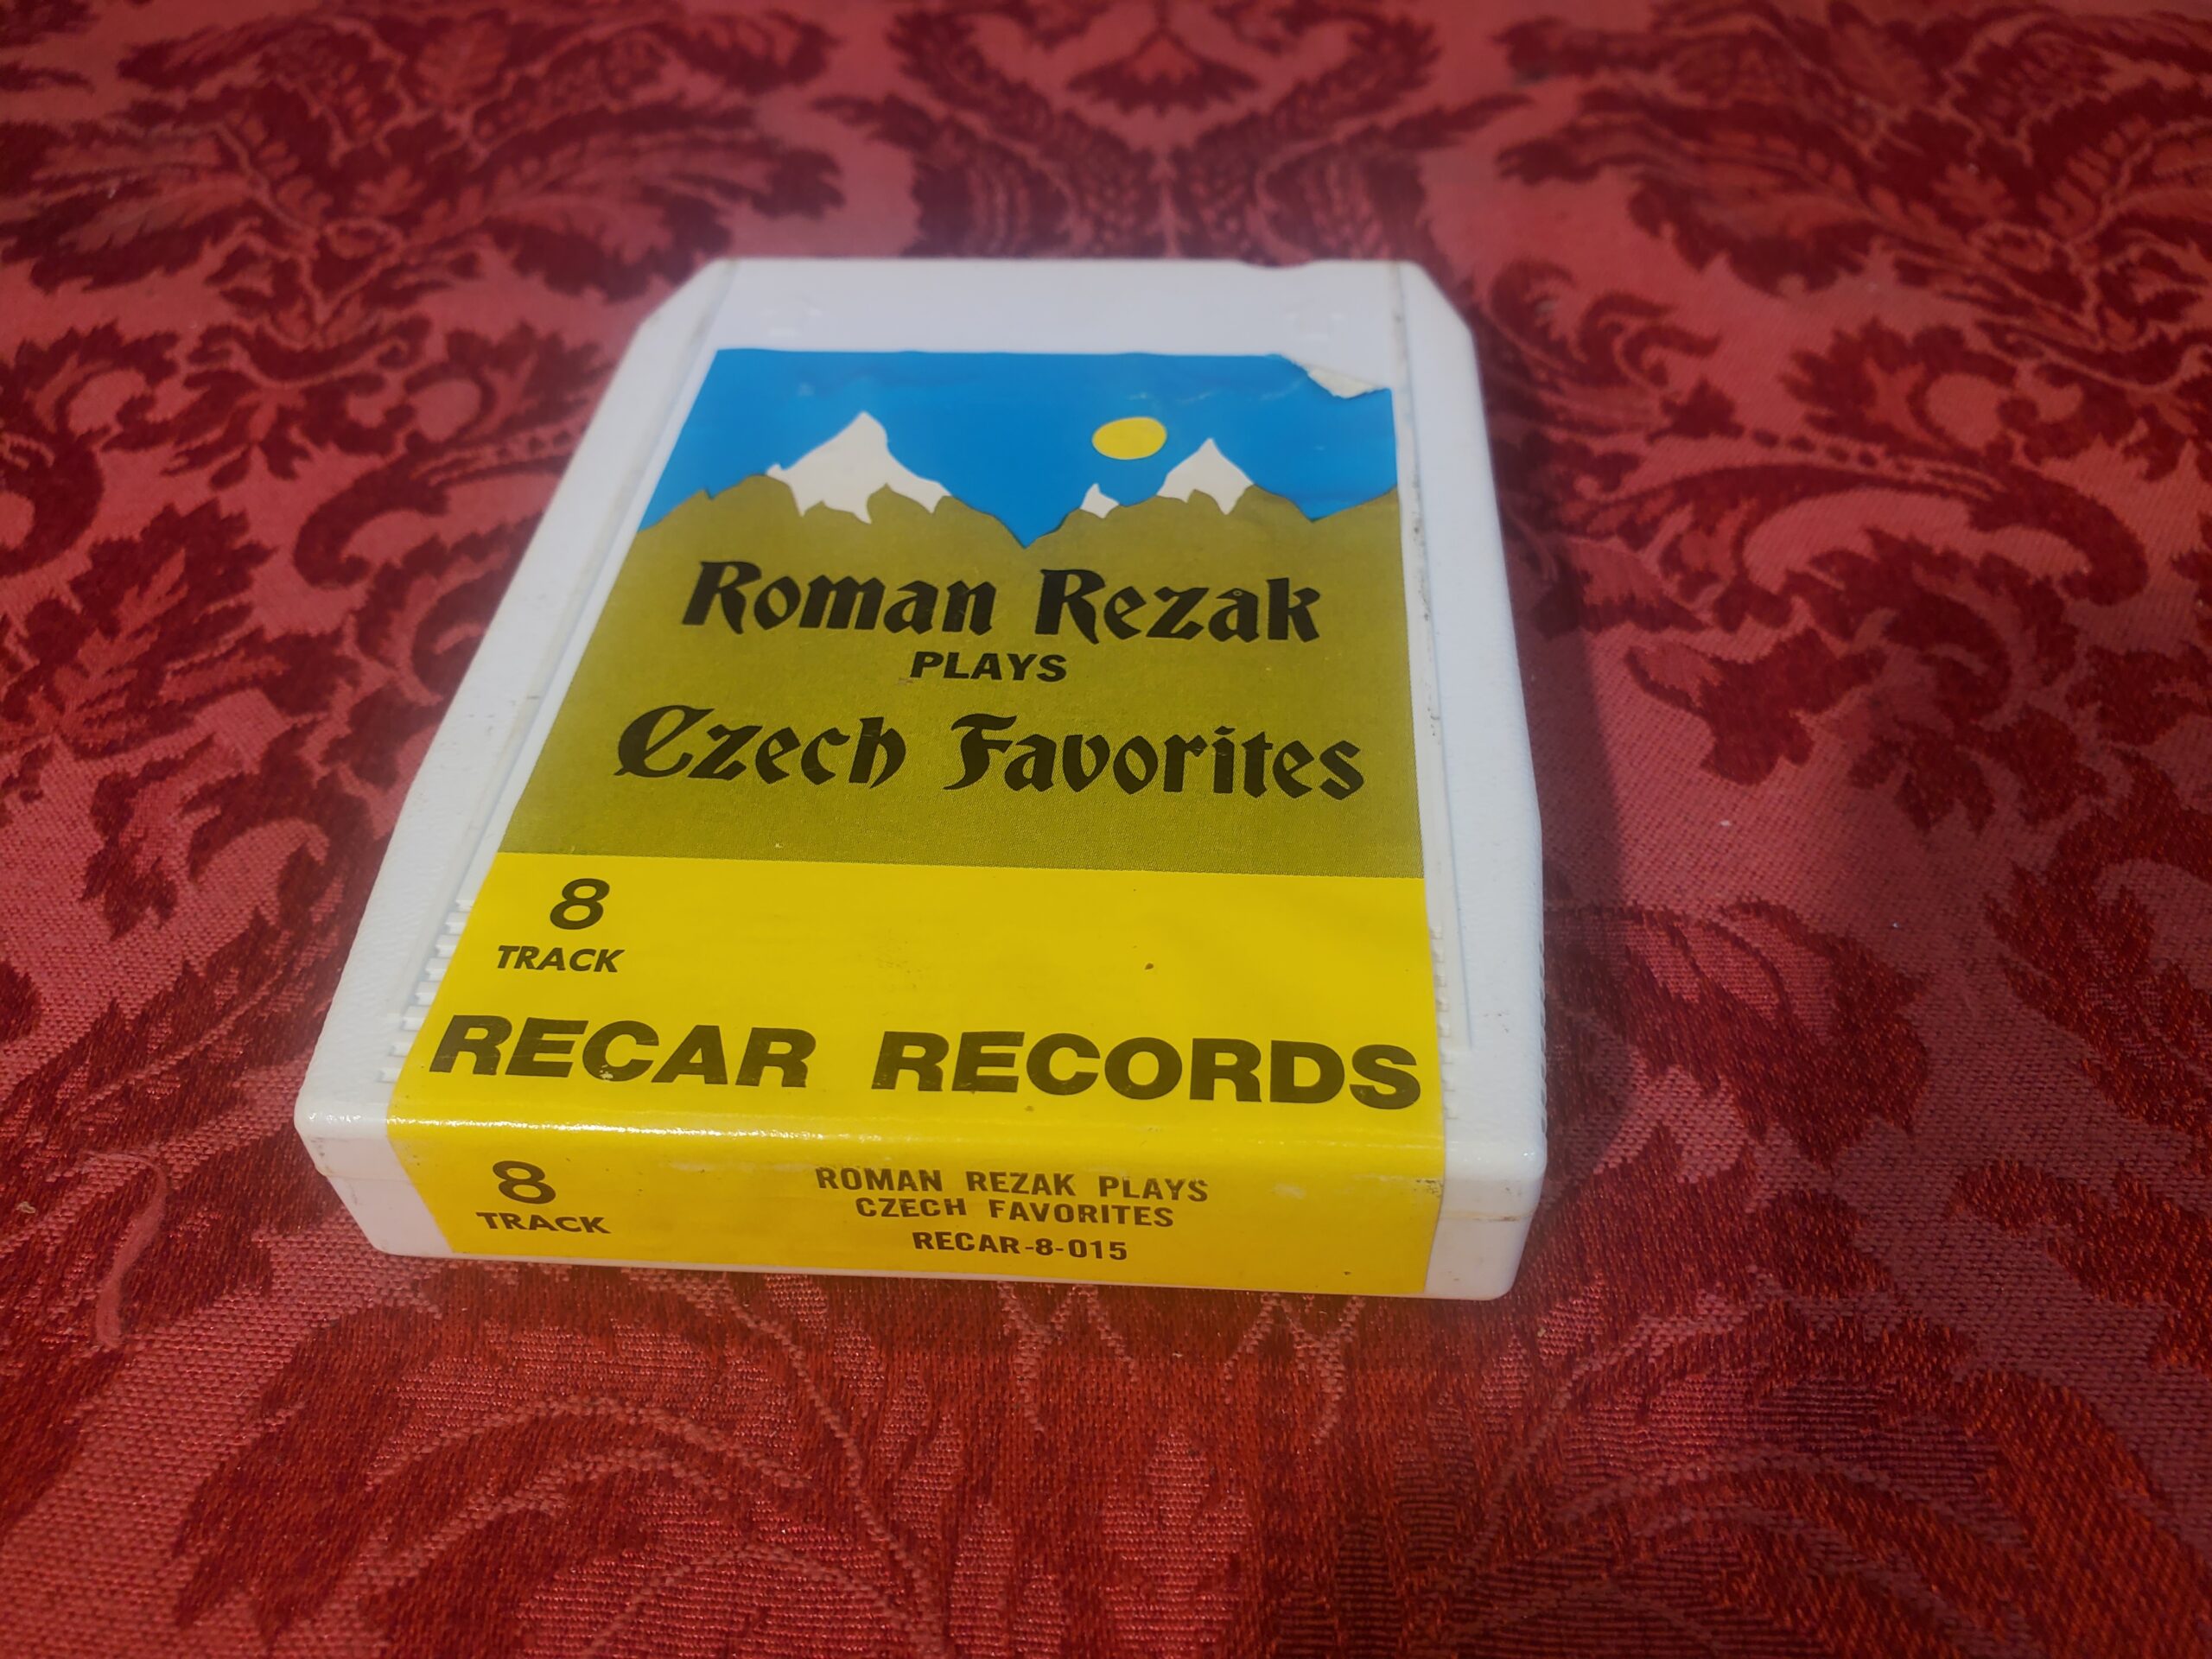 Roman Rezak
PLAYS
Czech Favorites
8
TRACK
RECAR RECORDS
8
TRACK
ROMAN REZAK PLAYS
CZECH FAVORITES
RECAR-8-015